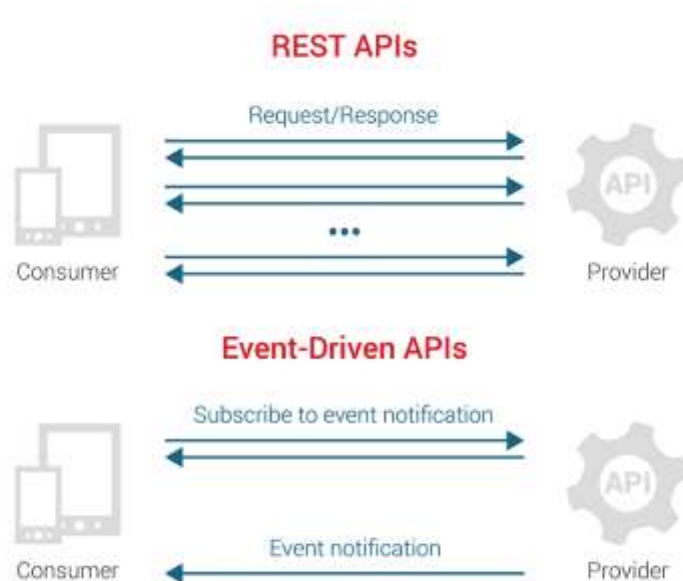 REST APIs
Request/Response
API
...
Consumer
Provider
Event-Driven APIs
Subscribe to event notification
API
Event notification
Consumer
Provider